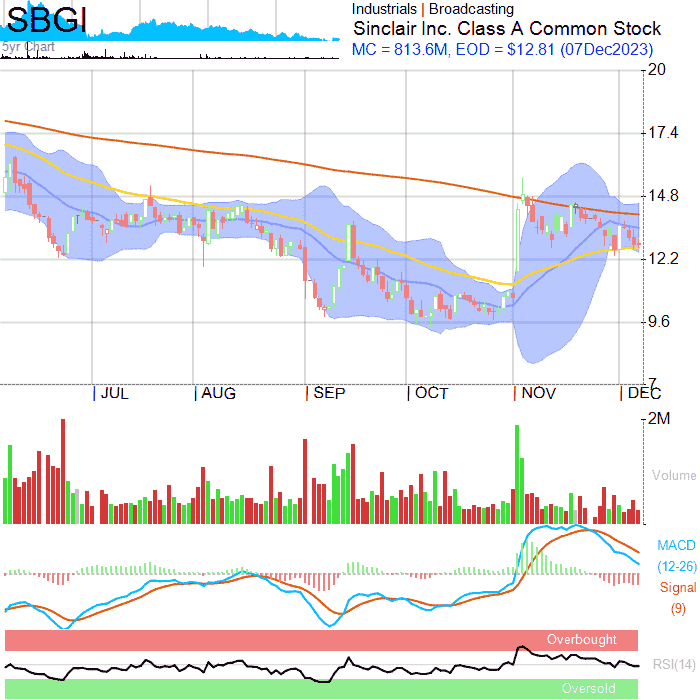 SBGI
5yr Chart
Industrials | Broadcasting
Sinclair Inc. Class A Common Stock
MC = 813.6M, EOD = $12.81 (07Dec2023)
20
17.4
14.8
12.2
9.6
7
JUL
AUG
SEP
OCT
NOV
DEC
2M
Volume
MACD
(12-26)
Signal
(9)
Overbought
RSI(14)
Oversold